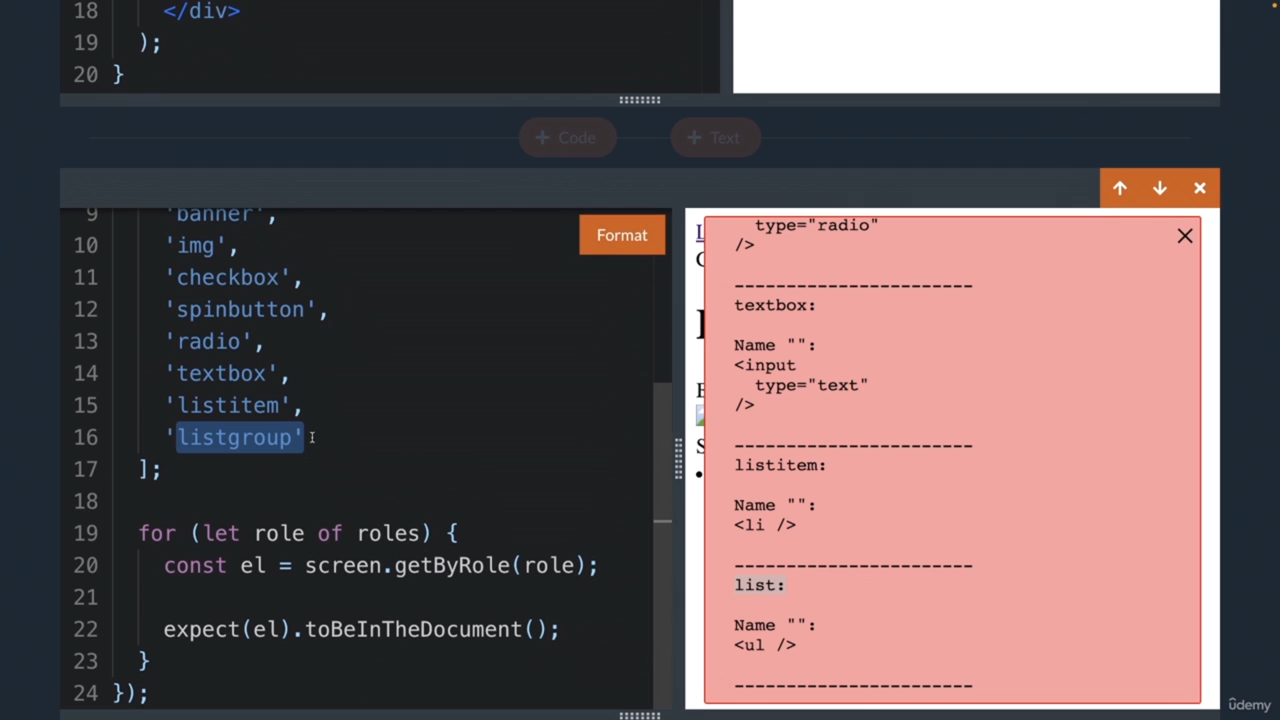 18 </div>
19 );
20 }
+ Code + Text
9 'banner',
10 'img',
11 'checkbox',
12 'spinbutton',
13 'radio',
14 'textbox',
15 'listitem',
16 'listgroup'
17 ];
18
19 for (let role of roles) {
20 const el = screen.getByRole(role);
21
22 expect(el).toBeInTheDocument();
23 }
24 });
Format
type="radio"
/>
-----------------------
textbox:
Name "":
<input
type="text"
/>
-----------------------
listitem:
Name "":
<li />
-----------------------
list:
Name "":
<ul />
-----------------------
ûdemy